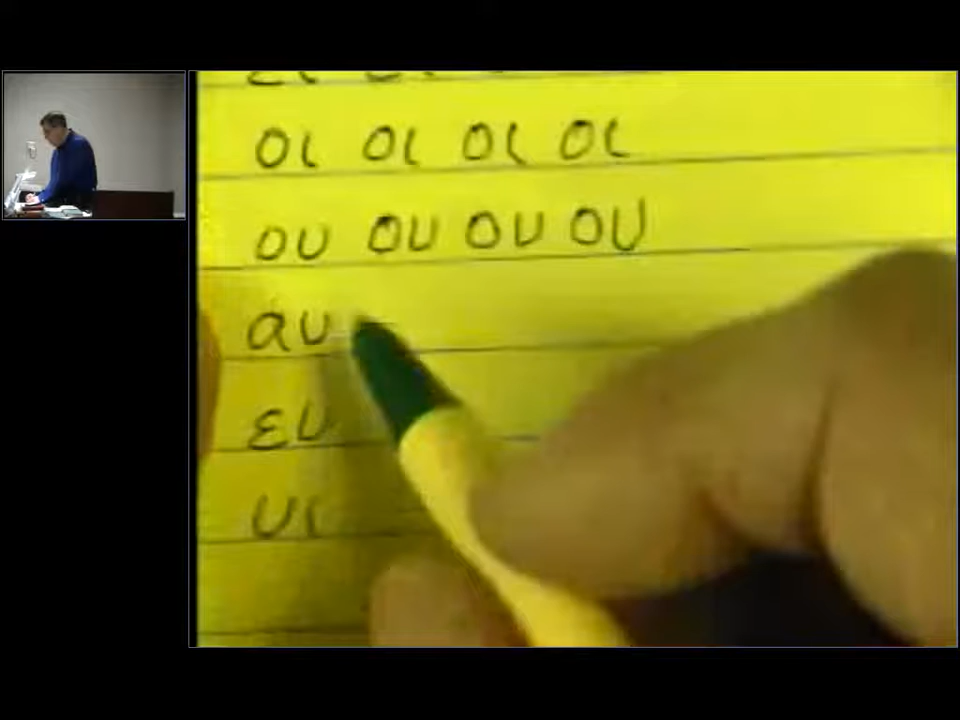 οι οι οι οι
ου ου ου ου
αυ
ευ
υι